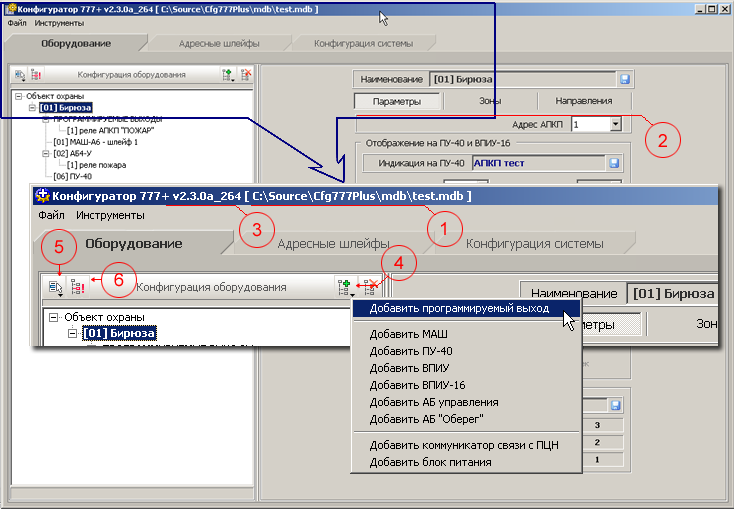 Конфигуратор 777+ v2.3.0a_264 [ C:\Source\Cfg777Plus\mdb\test.mdb ]
Файл Инструменты
Оборудование Адресные шлейфы Конфигурация системы
Конфигурация оборудования
Объект охраны
[01] Бирюза
ПРОГРАММИРУЕМЫЕ ВЫХОДЫ
[1] реле АПКП "ПОЖАР"
[01] МАШ-А6 - шлейф 1
[02] АБ4-У
[1] реле пожара
[06] ПУ-40
Наименование [01] Бирюза
Параметры Зоны Направления
Адрес АПКП 1
2
Отображение на ПУ-40 и ВПИУ-16
Индикация на ПУ-40 АПКП тест
Конфигуратор 777+ v2.3.0a_264 [ C:\Source\Cfg777Plus\mdb\test.mdb ]
Файл Инструменты
3
1
Оборудование Адресные шлейфы Конфигурация системы
5
6
4
Конфигурация оборудования
Объект охраны
[01] Бирюза
Наименование [01] Бирюза
Добавить программируемый выход
Добавить МАШ
Добавить ПУ-40
Добавить ВПИУ
Добавить ВПИУ-16
Добавить АБ управления
Добавить АБ "Оберег"
Добавить коммуникатор связи с ПЦН
Добавить блок питания
3
2
1